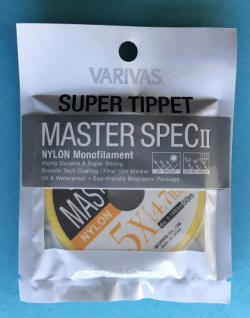 VARIVAS
SUPER TIPPET
MASTER SPEC II
NYLON Monofilament
Highly Durable & Super Strong
Smooth Tech Coating / Final 10m Marker
UV & Waterproof • Eco-friendly Bioplastic Package
MAS
NYLON
5X
50m